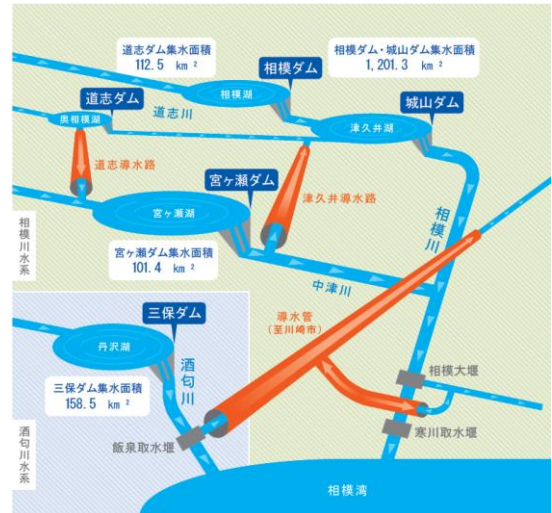 道志ダム集水面積
112.5 km²
相模ダム・城山ダム集水面積
1,201.3 km²
相模ダム
道志ダム
城山ダム
相模湖
道志川
奥相模湖
津久井湖
道志導水路
宮ヶ瀬ダム
津久井導水路
宮ヶ瀬湖
相模川
相模川水系
宮ヶ瀬ダム集水面積
101.4 km²
中津川
三保ダム
導水管
(至川崎市)
丹沢湖
酒匂川
相模大堰
三保ダム集水面積
158.5 km²
酒匂川水系
飯泉取水堰
寒川取水堰
相模湾